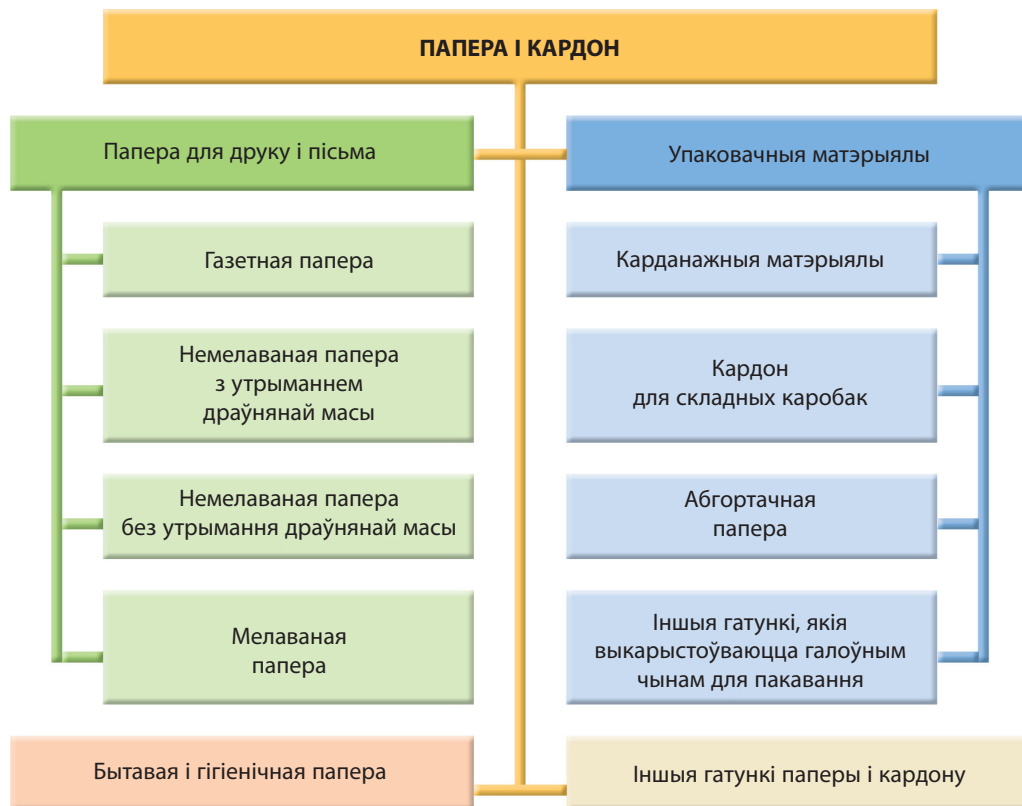 ПАПЕРА І КАРДОН
Папера для друку і пісьма
Газетная папера
Немелаваная папера
з утрыманнем
драўнянай масы
Немелаваная папера
без утрымання драўнянай масы
Мелаваная
папера
Упаковачныя матэрыялы
Карданажныя матэрыялы
Кардон
для складных каробак
Абгортачная
папера
Іншыя гатункі, якія
выкарыстоўваюцца галоўным
чынам для пакавання
Бытавая і гігіенічная папера
Іншыя гатункі паперы і кардону